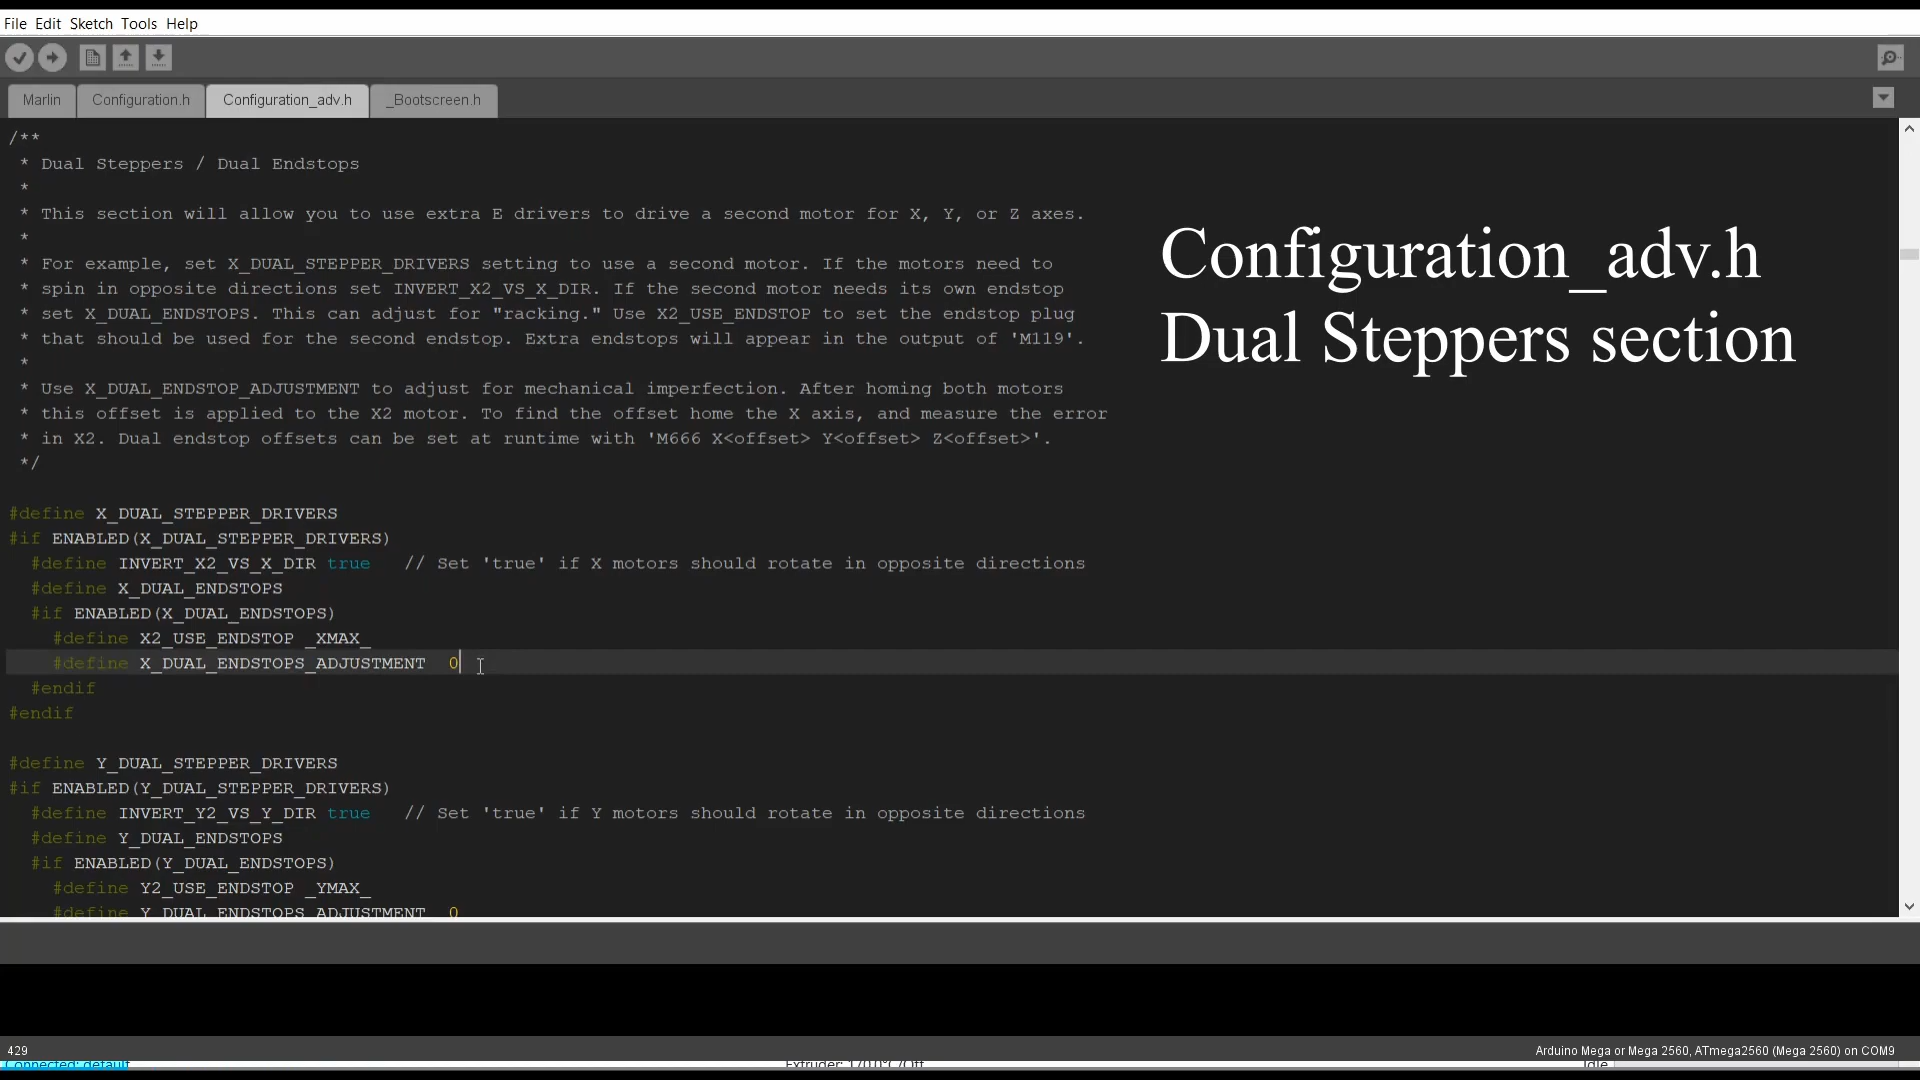 File Edit Sketch Tools Help
Marlin Configuration.h Configuration_adv.h _Bootscreen.h
/**
* Dual Steppers / Dual Endstops
*
* This section will allow you to use extra E drivers to drive a second motor for X, Y, or Z axes.
*
* For example, set X_DUAL_STEPPER_DRIVERS setting to use a second motor. If the motors need to
* spin in opposite directions set INVERT_X2_VS_X_DIR. If the second motor needs its own endstop
* set X_DUAL_ENDSTOPS. This can adjust for "racking." Use X2_USE_ENDSTOP to set the endstop plug
* that should be used for the second endstop. Extra endstops will appear in the output of 'M119'.
*
* Use X_DUAL_ENDSTOP_ADJUSTMENT to adjust for mechanical imperfection. After homing both motors
* this offset is applied to the X2 motor. To find the offset home the X axis, and measure the error
* in X2. Dual endstop offsets can be set at runtime with 'M666 X<offset> Y<offset> Z<offset>'.
*/
Configuration_adv.h
Dual Steppers section
#define X_DUAL_STEPPER_DRIVERS
#if ENABLED(X_DUAL_STEPPER_DRIVERS)
#define INVERT_X2_VS_X_DIR true // Set 'true' if X motors should rotate in opposite directions
#define X_DUAL_ENDSTOPS
#if ENABLED(X_DUAL_ENDSTOPS)
#define X2_USE_ENDSTOP _XMAX_
#define X_DUAL_ENDSTOPS_ADJUSTMENT 0
#endif
#endif
#define Y_DUAL_STEPPER_DRIVERS
#if ENABLED(Y_DUAL_STEPPER_DRIVERS)
#define INVERT_Y2_VS_Y_DIR true // Set 'true' if Y motors should rotate in opposite directions
#define Y_DUAL_ENDSTOPS
#if ENABLED(Y_DUAL_ENDSTOPS)
#define Y2_USE_ENDSTOP _YMAX_
#define Y_DUAL_ENDSTOPS_ADJUSTMENT 0
429 Arduino Mega or Mega 2560, ATmega2560 (Mega 2560) on COM9
Connected: default Extruder: 170.0°C/Off Idle